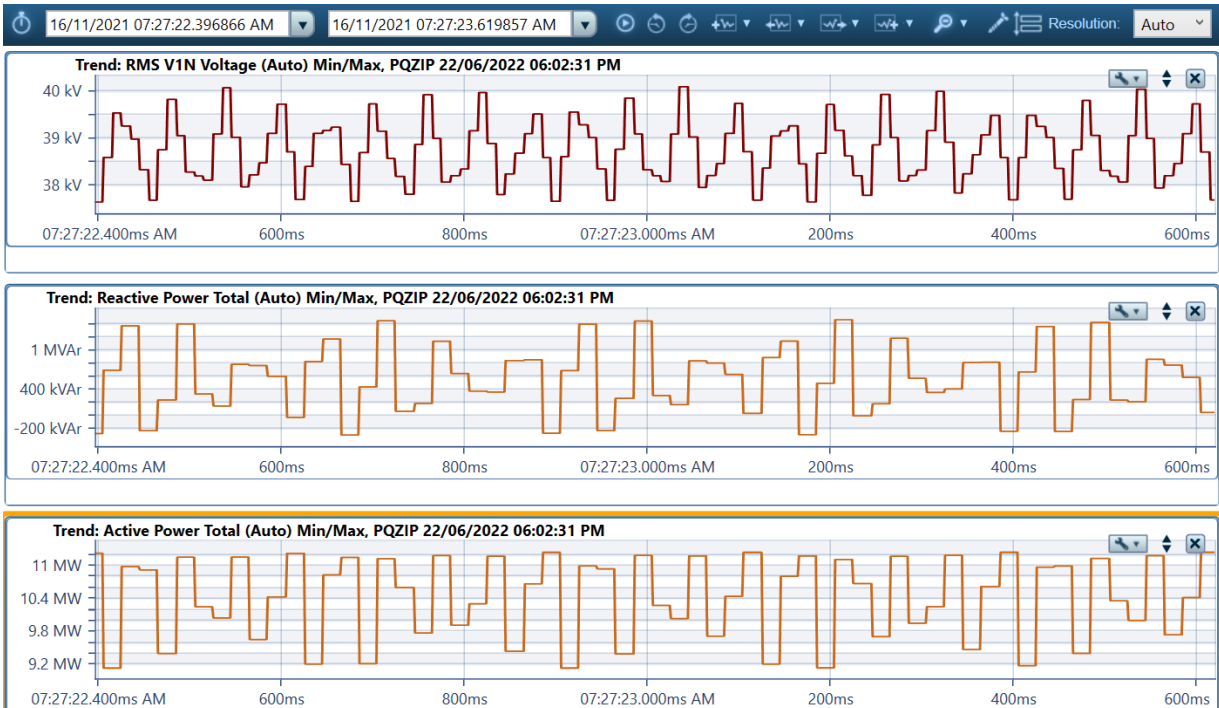 16/11/2021 07:27:22.396866 AM 16/11/2021 07:27:23.619857 AM Resolution: Auto
Trend: RMS V1N Voltage (Auto) Min/Max, PQZIP 22/06/2022 06:02:31 PM
40 kV
39 kV
38 kV
07:27:22.400ms AM 600ms 800ms 07:27:23.000ms AM 200ms 400ms 600ms
Trend: Reactive Power Total (Auto) Min/Max, PQZIP 22/06/2022 06:02:31 PM
1 MVAr
400 kVAr
-200 kVAr
07:27:22.400ms AM 600ms 800ms 07:27:23.000ms AM 200ms 400ms 600ms
Trend: Active Power Total (Auto) Min/Max, PQZIP 22/06/2022 06:02:31 PM
11 MW
10.4 MW
9.8 MW
9.2 MW
07:27:22.400ms AM 600ms 800ms 07:27:23.000ms AM 200ms 400ms 600ms